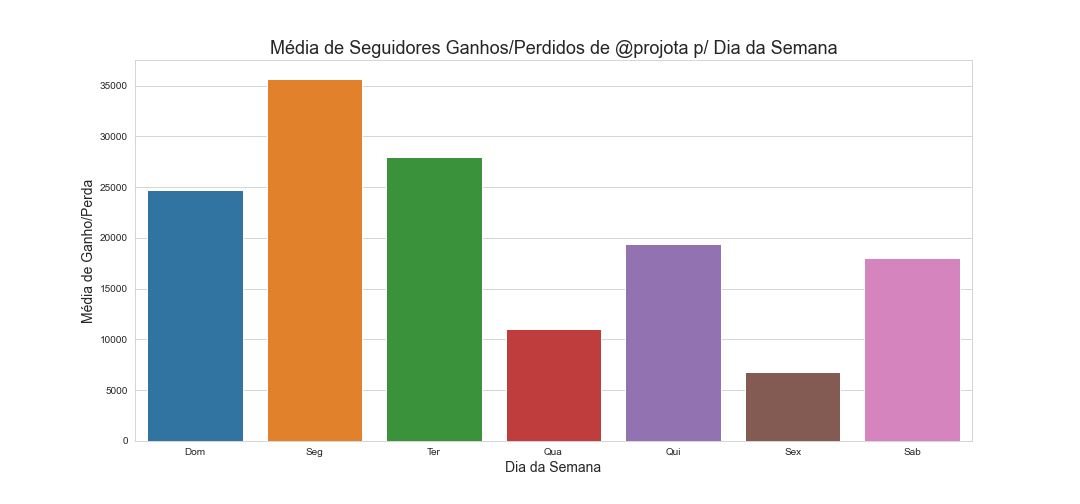 Média de Seguidores Ganhos/Perdidos de @projota p/ Dia da Semana
Média de Ganho/Perda
35000
30000
25000
20000
15000
10000
5000
0
Dom Seg Ter Qua Qui Sex Sab
Dia da Semana